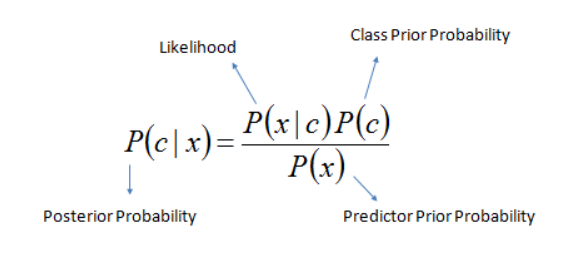 Likelihood
Class Prior Probability
P(c|x)=
P(x|c)P(c)
P(x)
Posterior Probability
Predictor Prior Probability